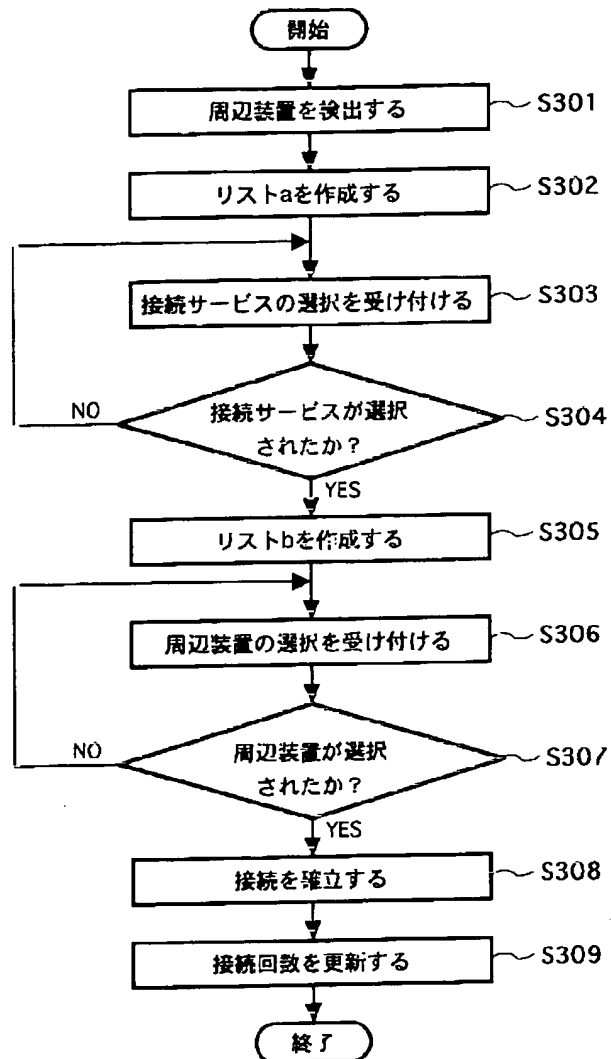 開始
周辺装置を検出する
S301
リストaを作成する
S302
接続サービスの選択を受け付ける
S303
接続サービスが選択
されたか？
S304
NO
YES
リストbを作成する
S305
周辺装置の選択を受け付ける
S306
周辺装置が選択
されたか？
S307
NO
YES
接続を確立する
S308
接続回数を更新する
S309
終了